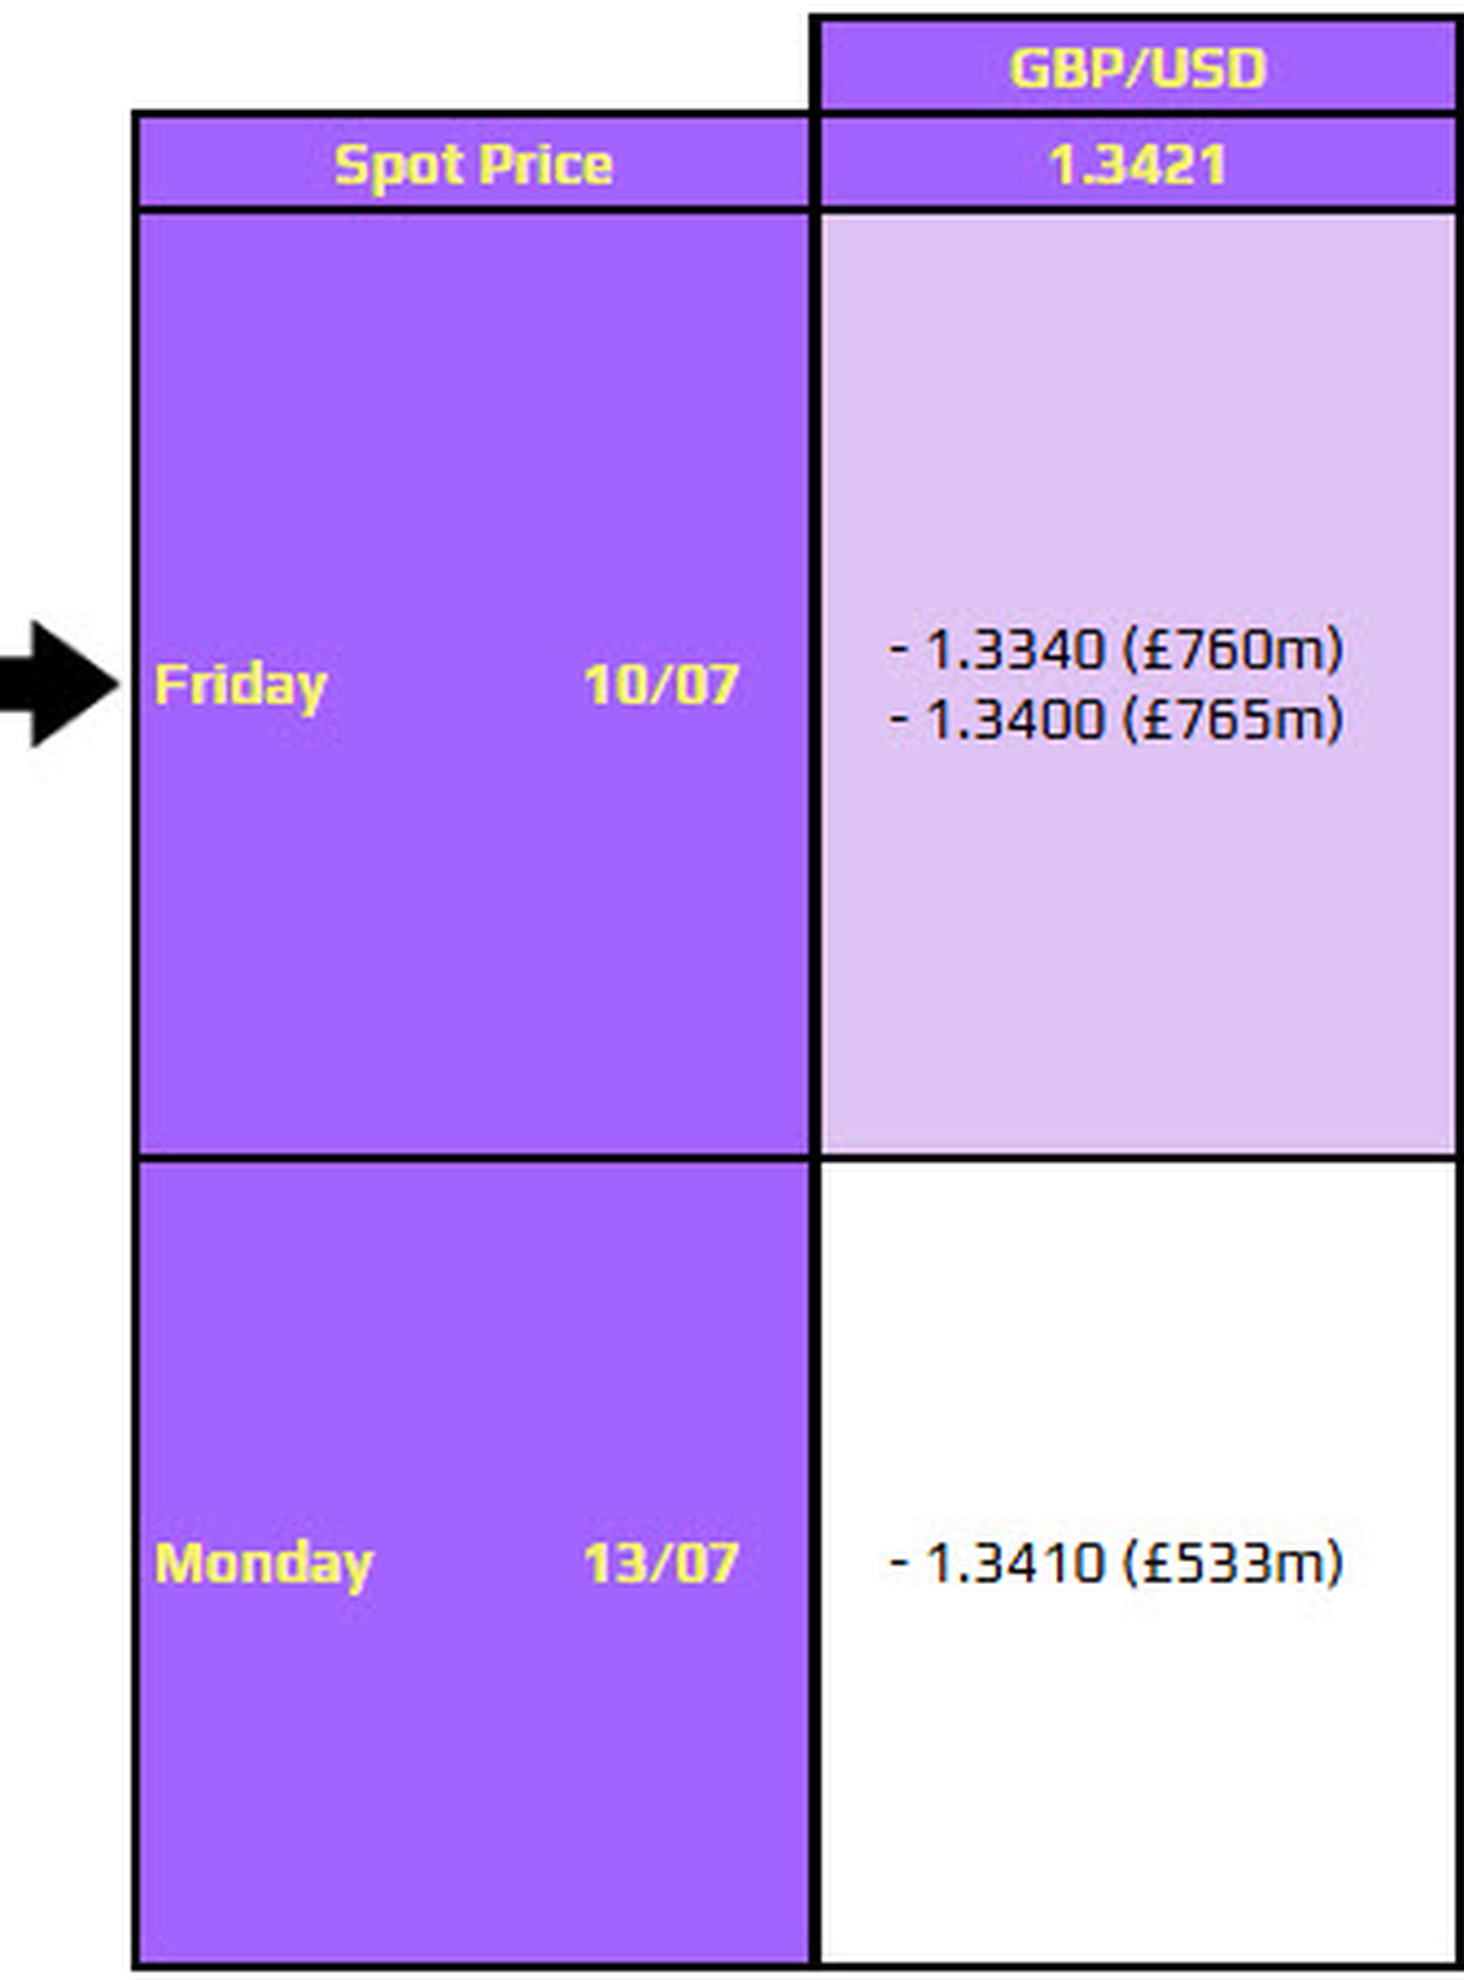 GBP/USD
Spot Price 1.3421
Friday 10/07
- 1.3340 (£760m)
- 1.3400 (£765m)
Monday 13/07
- 1.3410 (£533m)